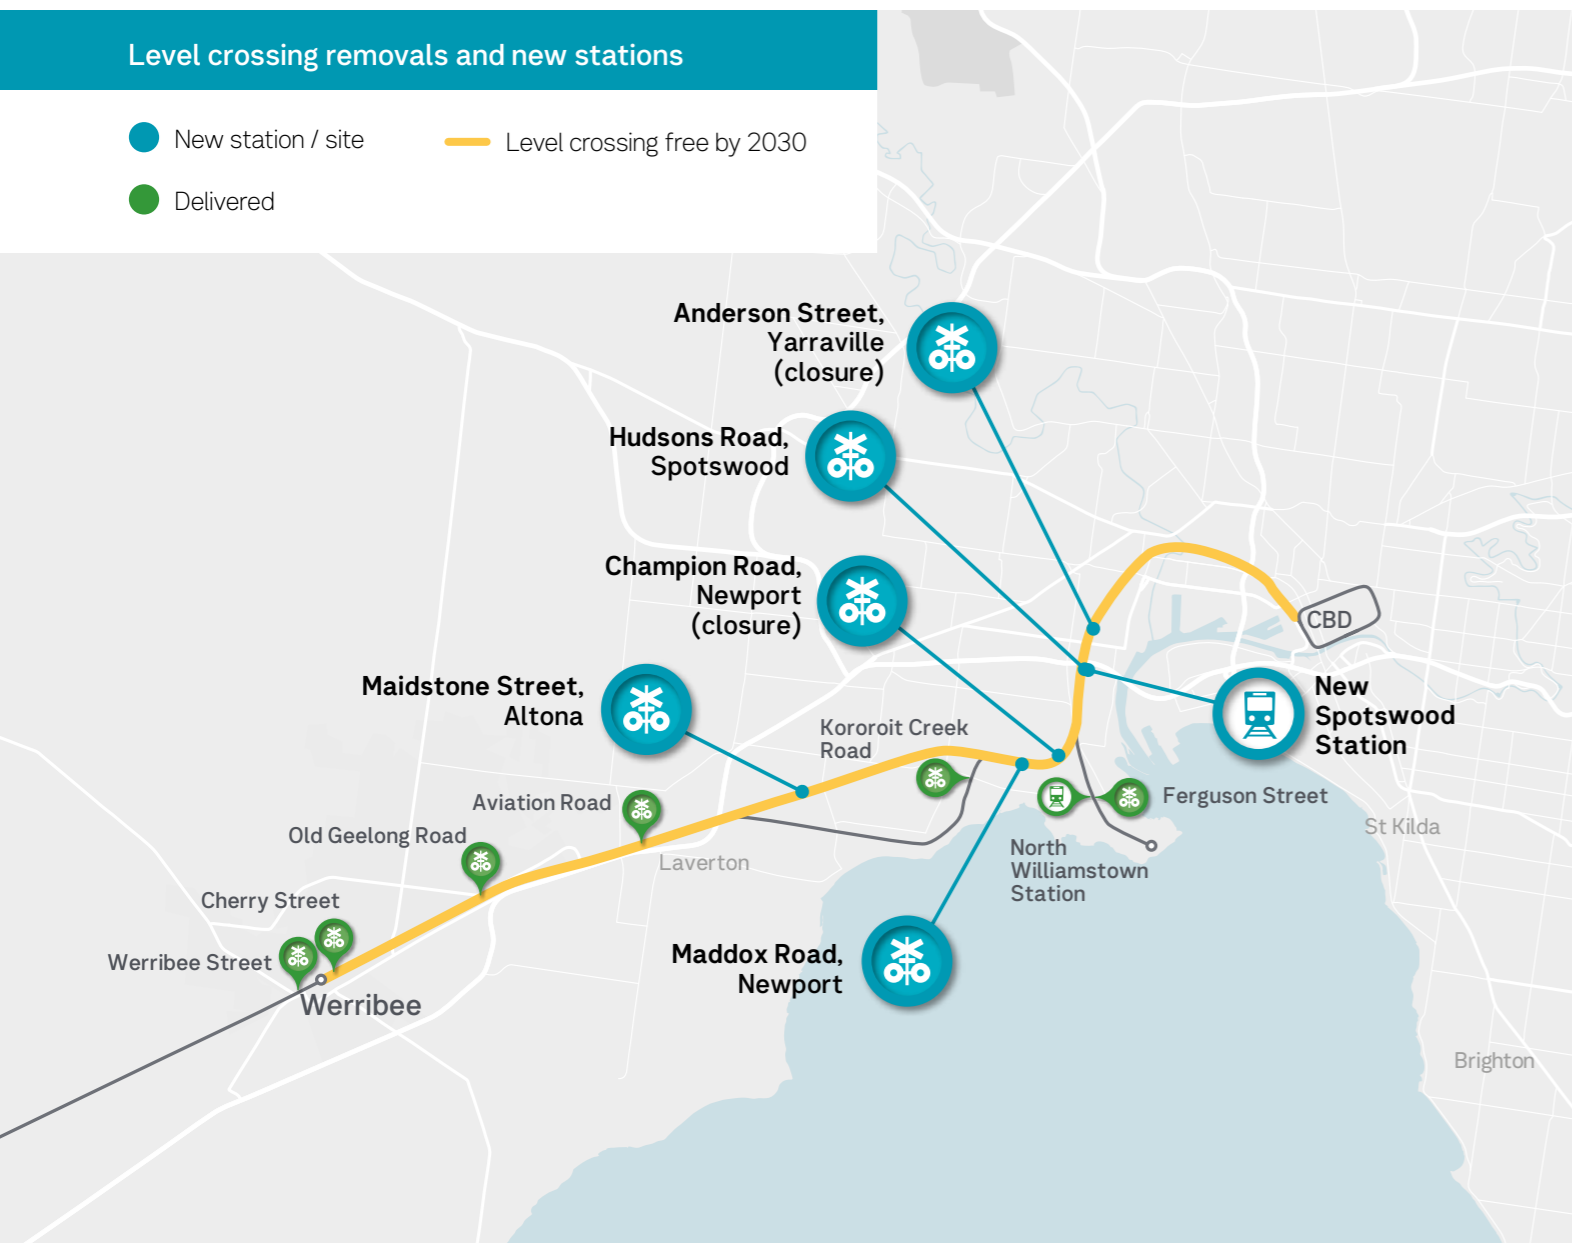 Level crossing removals and new stations
New station / site
Level crossing free by 2030
Delivered
Anderson Street,
Yarraville
(closure)
Hudsons Road,
Spotswood
Champion Road,
Newport
(closure)
CBD
Maidstone Street,
Altona
New
Spotswood
Station
Kororoit Creek
Road
Aviation Road
Ferguson Street
Old Geelong Road
St Kilda
North
Williamstown
Station
Laverton
Cherry Street
Werribee Street
Maddox Road,
Newport
Werribee
Brighton